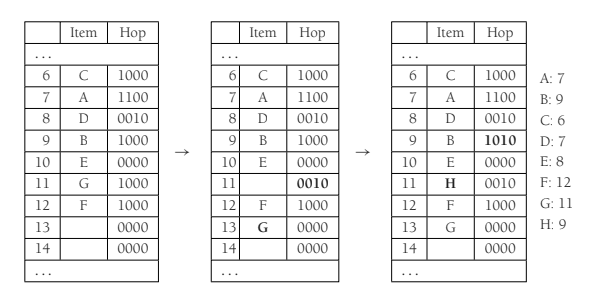 Item Hop
...
6 C 1000
7 A 1100
8 D 0010
9 B 1000
10 E 0000
11 G 1000
12 F 1000
13 0000
14 0000
...
→
Item Hop
...
6 C 1000
7 A 1100
8 D 0010
9 B 1000
10 E 0000
11 0010
12 F 1000
13 G 0000
14 0000
...
→
Item Hop
...
6 C 1000
7 A 1100
8 D 0010
9 B 1010
10 E 0000
11 H 0010
12 F 1000
13 G 0000
14 0000
...
A: 7
B: 9
C: 6
D: 7
E: 8
F: 12
G: 11
H: 9